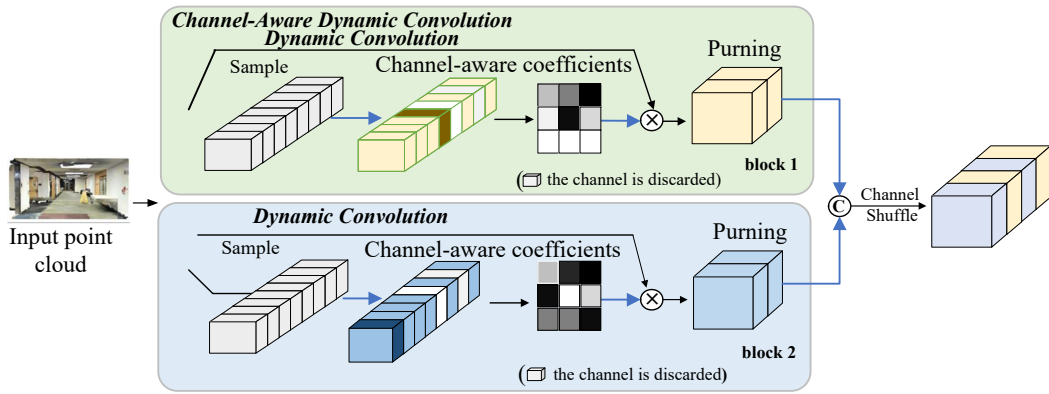 Channel-Aware Dynamic Convolution
Dynamic Convolution
Sample
Channel-aware coefficients
Purning
block 1
( the channel is discarded)
Input point
cloud
Dynamic Convolution
Sample
Channel-aware coefficients
Purning
block 2
( the channel is discarded)
C
Channel
Shuffle